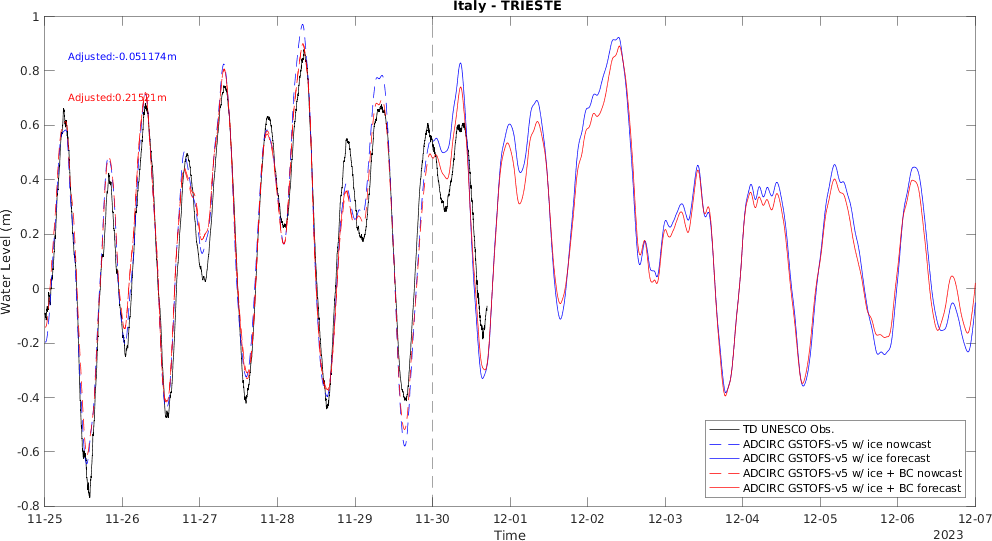 Italy - TRIESTE
1
0.8
0.6
0.4
0.2
0
-0.2
-0.4
-0.6
-0.8
Water Level (m)
Adjusted:-0.051174m
Adjusted:0.21521m
TD UNESCO Obs.
ADCIRC GSTOFS-v5 w/ ice nowcast
ADCIRC GSTOFS-v5 w/ ice forecast
ADCIRC GSTOFS-v5 w/ ice + BC nowcast
ADCIRC GSTOFS-v5 w/ ice + BC forecast
11-25 11-26 11-27 11-28 11-29 11-30 12-01 12-02 12-03 12-04 12-05 12-06 12-07
Time
2023